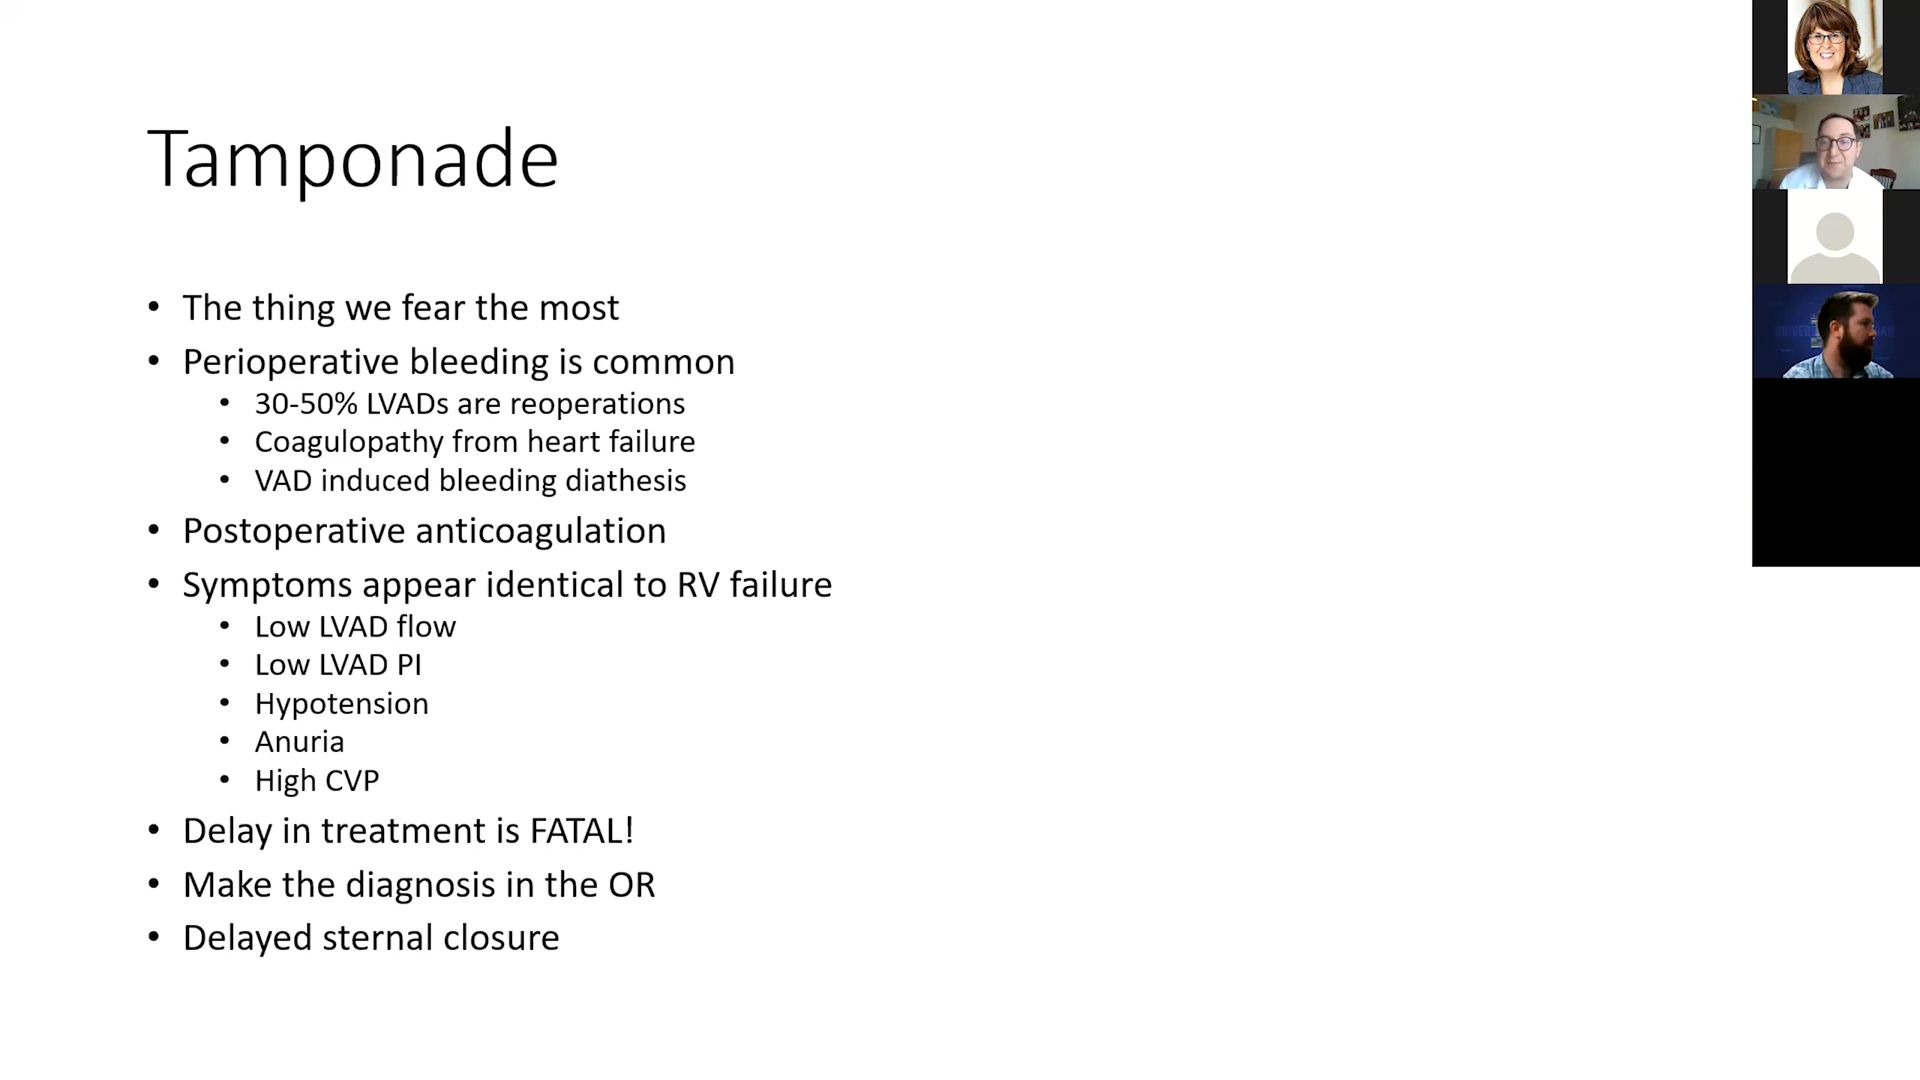 Tamponade
• The thing we fear the most
• Perioperative bleeding is common
• 30-50% LVADs are reoperations
• Coagulopathy from heart failure
• VAD induced bleeding diathesis
• Postoperative anticoagulation
• Symptoms appear identical to RV failure
• Low LVAD flow
• Low LVAD PI
• Hypotension
• Anuria
• High CVP
• Delay in treatment is FATAL!
• Make the diagnosis in the OR
• Delayed sternal closure